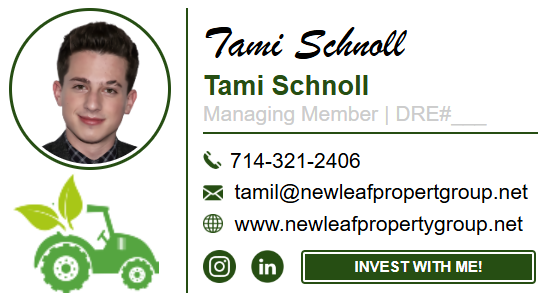 Tami Schnoll
Tami Schnoll
Managing Member | DRE#___
714-321-2406
tamil@newleafpropertgroup.net
www.newleafpropertygroup.net
in
INVEST WITH ME!